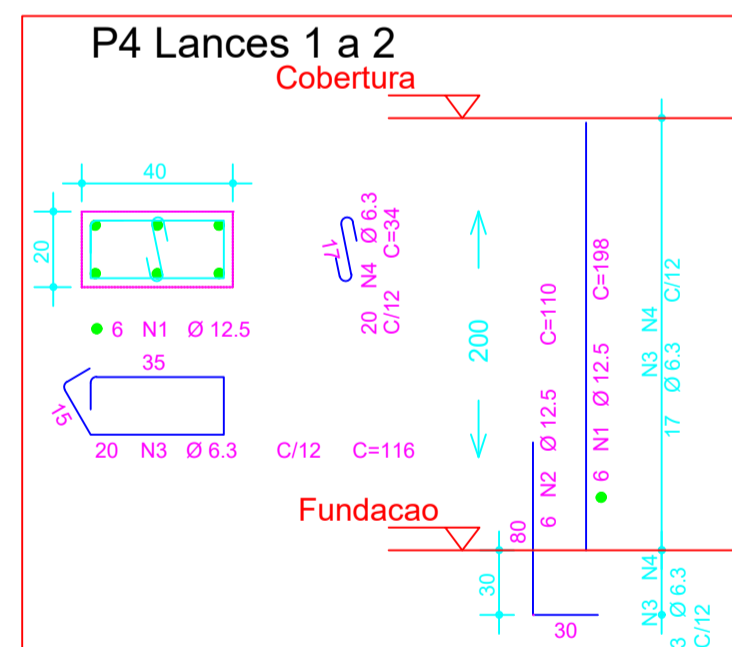 P4 Lances 1 a 2
Cobertura
40
20
6 N1 Ø 12.5
35
15
20 N3 Ø 6.3 C/12 C=116
17
20 N4 Ø 6.3
C/12 C=34
200
Fundacao
80
6 N2 Ø 12.5 C=110
6 N1 Ø 12.5 C=198
N3 N4
17 Ø 6.3 C/12
30
30
N3 N4
3 Ø 6.3
C/12